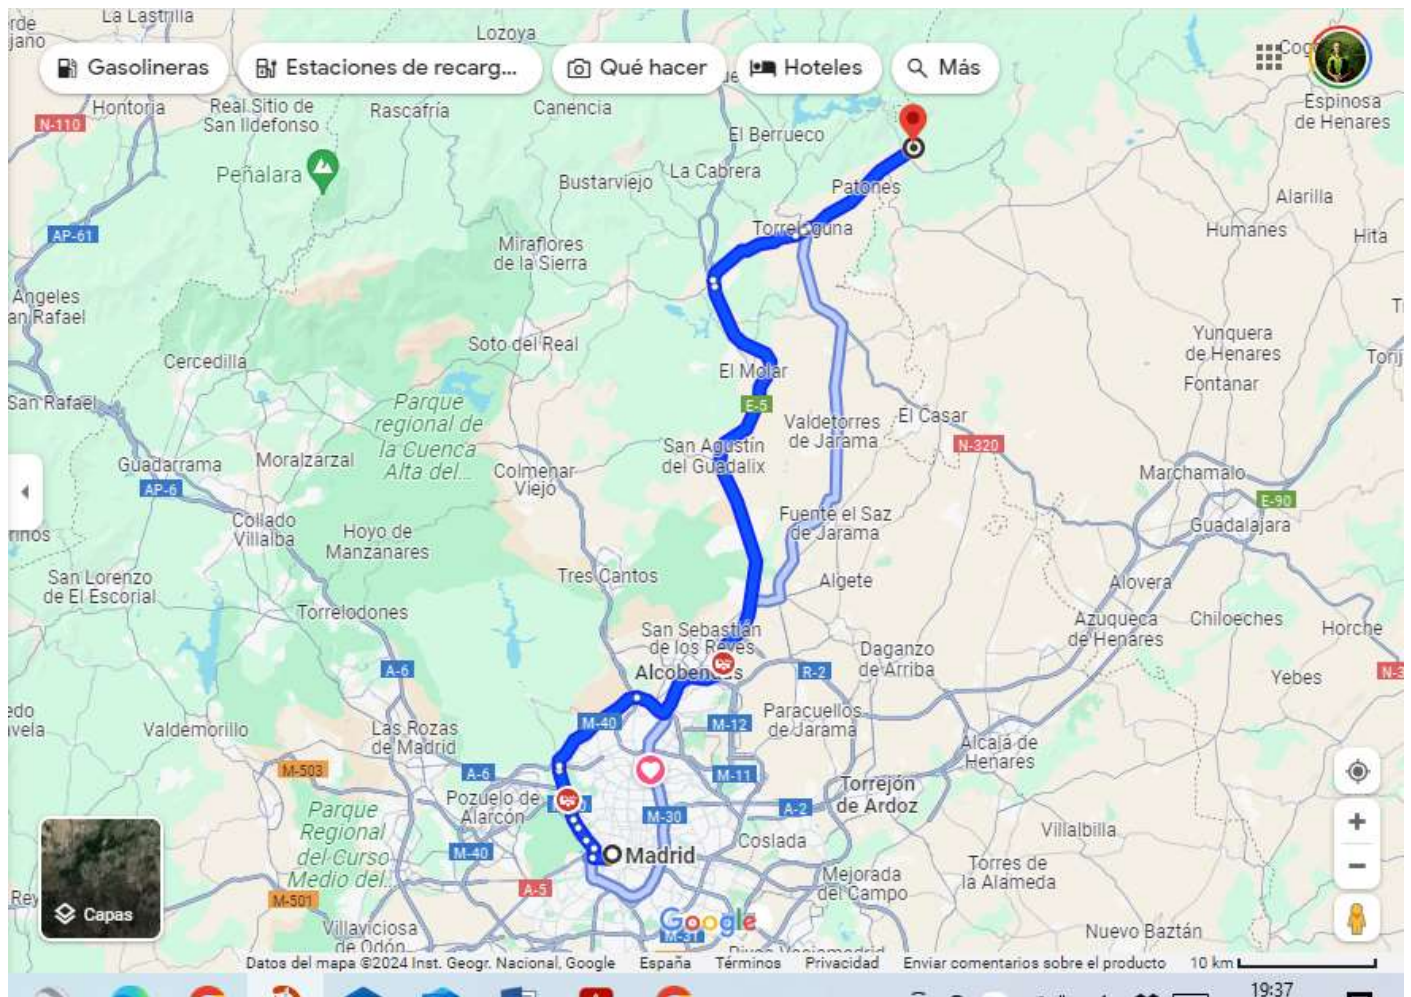 La Lastrilla
Lozoya
Gasolineras
Estaciones de recarg...
Qué hacer
Hoteles
Más
Hontoria
Real Sitio de
San Ildefonso
Rascafría
Canencia
El Berrueco
Espinosa
de Henares
N-110
Peñalara
Bustarviejo
La Cabrera
Patones
Alarilla
AP-61
Torrelaguna
Humanes
Hita
Miraflores
de la Sierra
Angeles
an Rafael
Soto del Real
Yunquera
de Henares
Cercedilla
El Molar
Fontanar
San Rafael
Parque
regional de
la Cuenca
Alta del...
E-5
Valdetorres
de Jarama
El Casar
San Agustín
del Guadalix
N-320
Guadarrama
Moralzarzal
Colmenar
Viejo
Marchamalo
AP-6
E-90
Collado
Villalba
Hoyo de
Manzanares
Fuente el Saz
de Jarama
Guadalajara
San Lorenzo
de El Escorial
Tres Cantos
Algete
Alovera
Torrelodones
San Sebastián
de los Reyes
Azuqueca
de Henares
Chiloeches
Horche
Daganzo
de Arriba
A-6
Alcobendas
R-2
Yebes
Valdemorillo
Las Rozas
de Madrid
M-40
M-12
Paracuellos
de Jarama
Alcalá de
Henares
M-503
A-6
M-11
Pozuelo de
Alarcón
Torrejón
de Ardoz
Parque
Regional
del Curso
Medio del...
M-30
A-2
Coslada
Villalbilla
M-40
Madrid
Torres de
la Alameda
Mejorada
del Campo
A-5
M-501
Capas
Villaviciosa
de Odón
Google
M-31
Nuevo Baztán
Datos del mapa ©2024 Inst. Geogr. Nacional, Google
España
Términos
Privacidad
Enviar comentarios sobre el producto
10 km
19:37